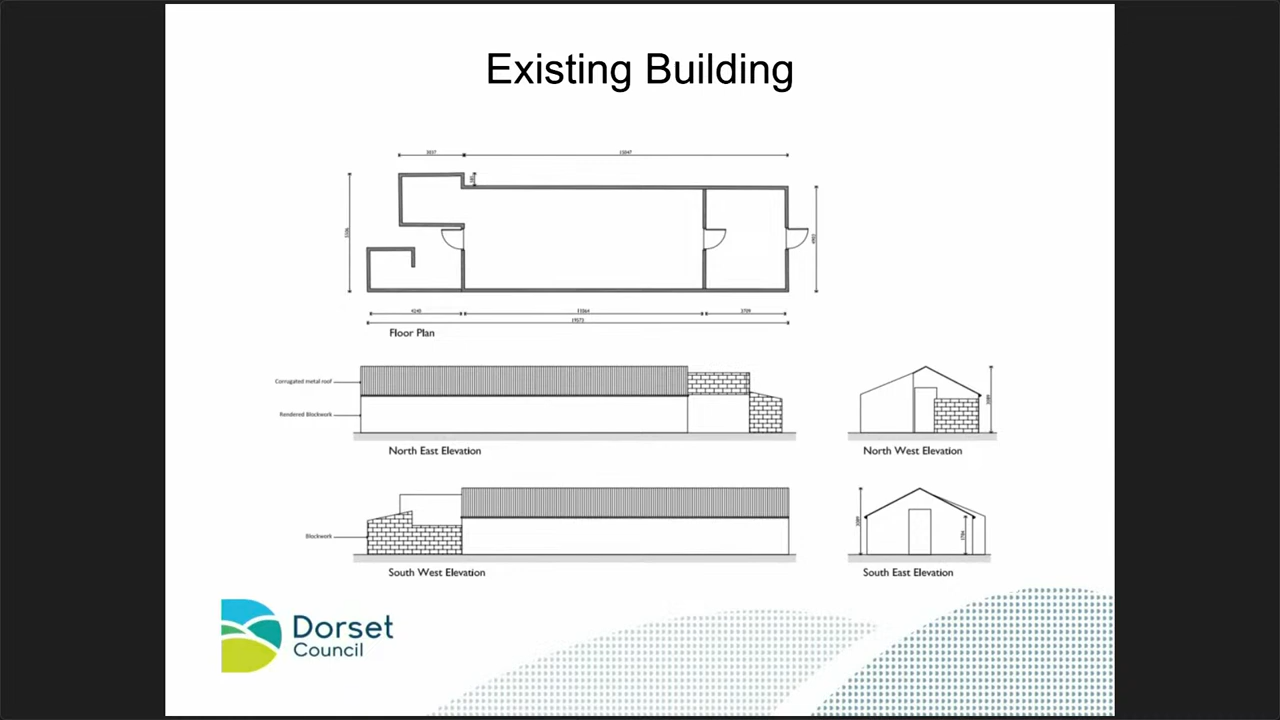 Existing Building
Floor Plan
Corrugated metal roof
Rendered Blockwork
North East Elevation
North West Elevation
Blockwork
South West Elevation
South East Elevation
Dorset
Council